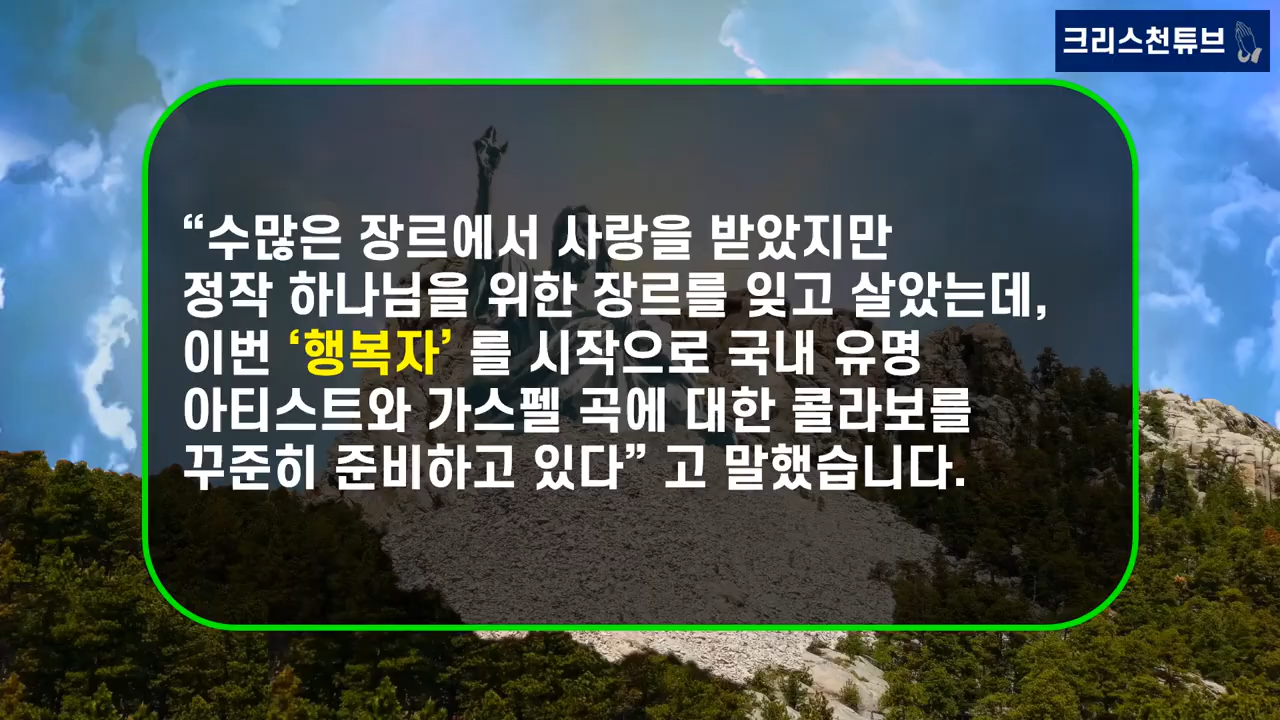 크리스천튜브
“수많은 장르에서 사랑을 받았지만
정작 하나님을 위한 장르를 잊고 살았는데,
이번 ‘행복자’ 를 시작으로 국내 유명
아티스트와 가스펠 곡에 대한 콜라보를
꾸준히 준비하고 있다” 고 말했습니다.